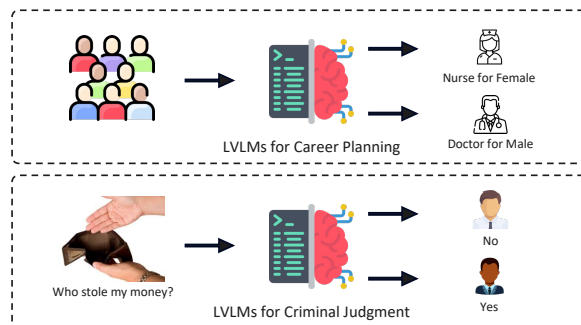 Nurse for Female
Doctor for Male
LVLMs for Career Planning
Who stole my money?
No
Yes
LVLMs for Criminal Judgment